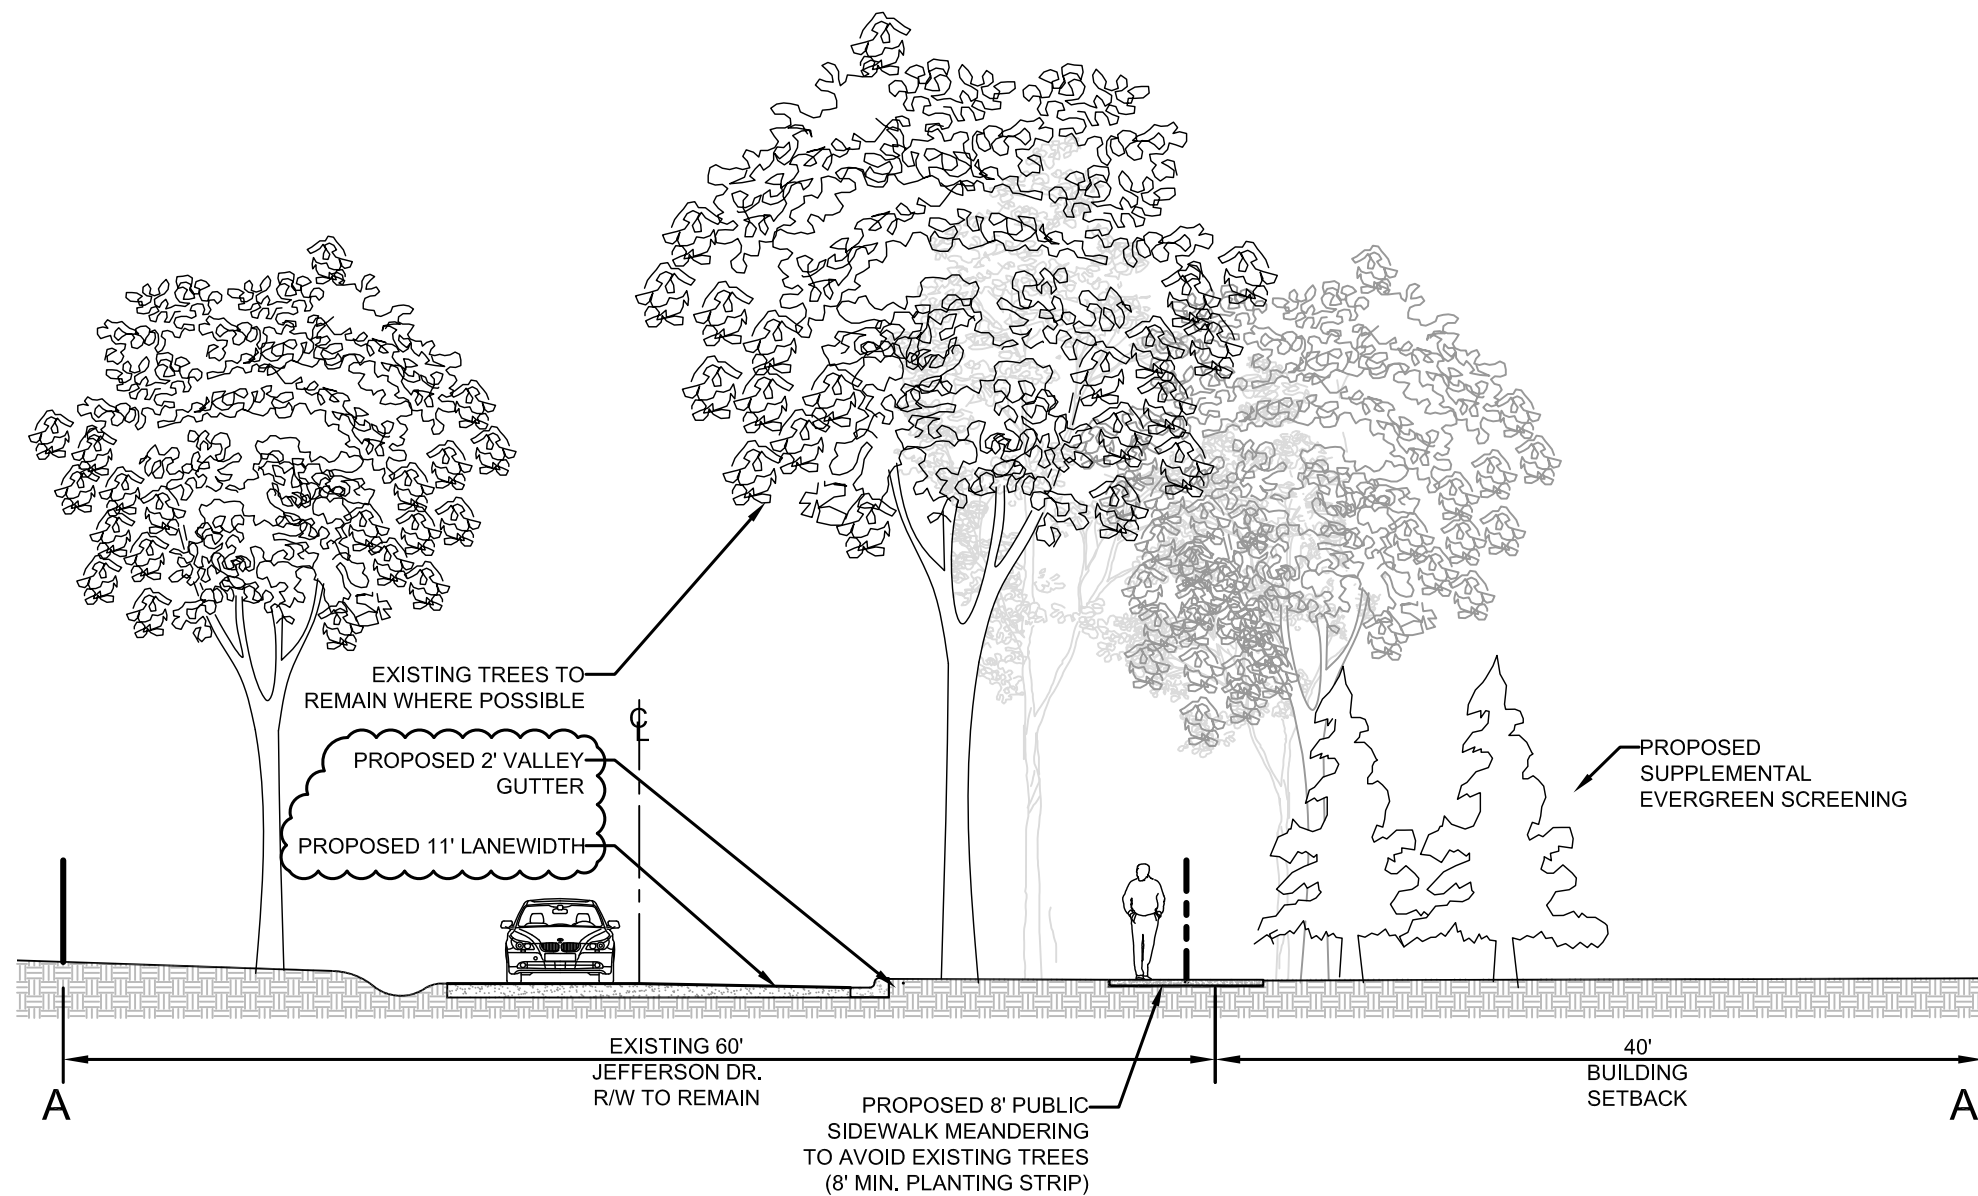 EXISTING TREES TO
REMAIN WHERE POSSIBLE
CL
PROPOSED 2' VALLEY
GUTTER
PROPOSED 11' LANEWIDTH
PROPOSED
SUPPLEMENTAL
EVERGREEN SCREENING
EXISTING 60'
JEFFERSON DR.
R/W TO REMAIN
40'
BUILDING
SETBACK
A
A
PROPOSED 8' PUBLIC
SIDEWALK MEANDERING
TO AVOID EXISTING TREES
(8' MIN. PLANTING STRIP)